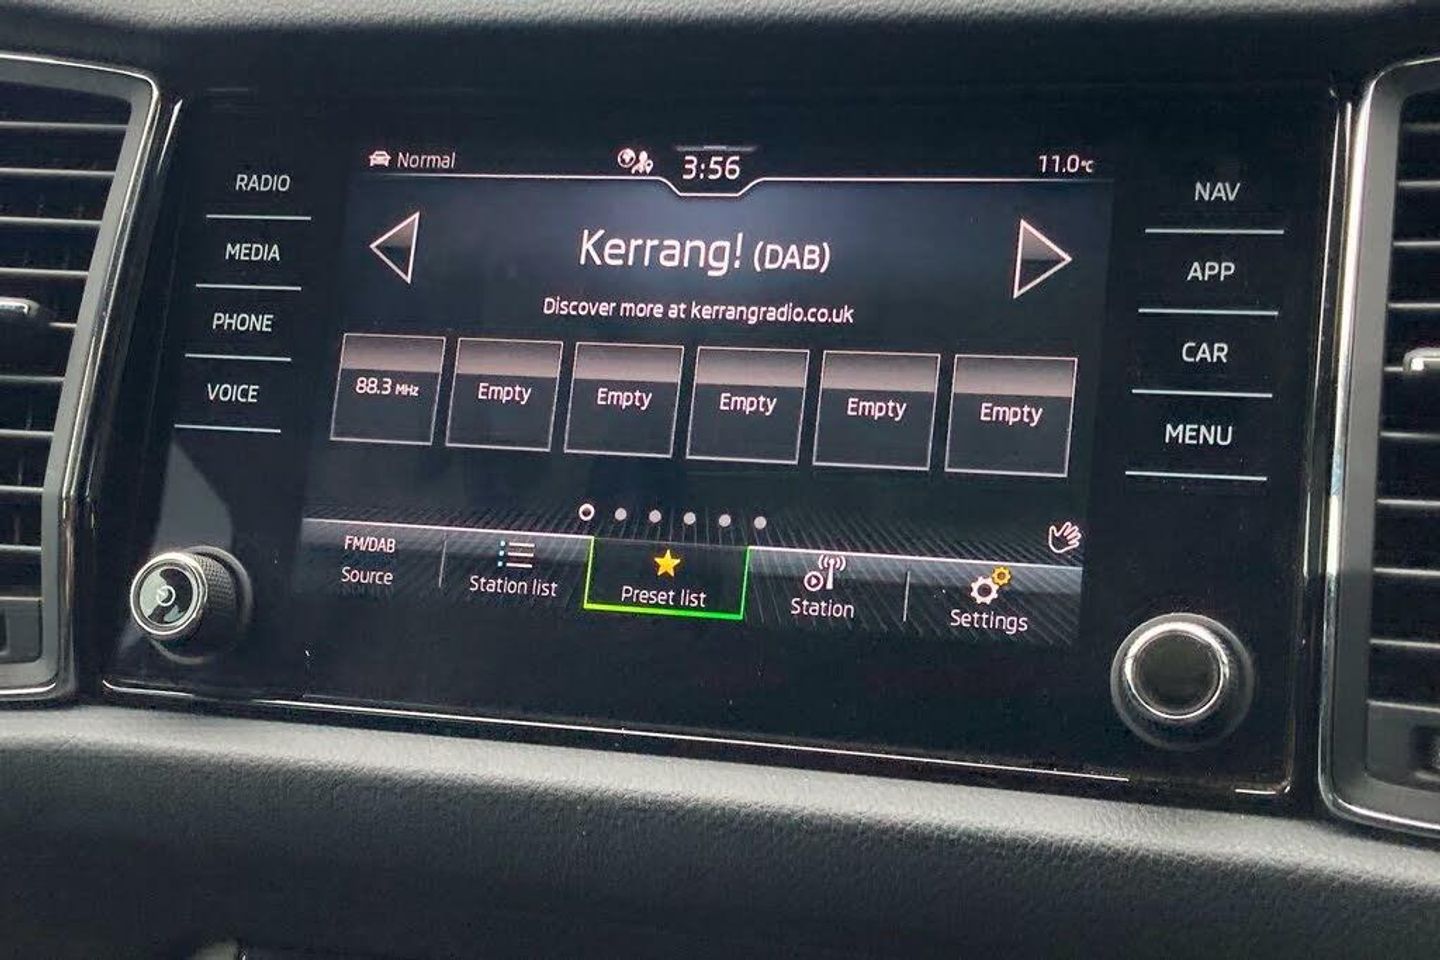 Normal
3:56
11.0°C
RADIO
MEDIA
PHONE
VOICE
Kerrang! (DAB)
Discover more at kerrangradio.co.uk
88.3 MHz
Empty
Empty
Empty
Empty
Empty
FM/DAB
Source
Station list
Preset list
Station
Settings
NAV
APP
CAR
MENU